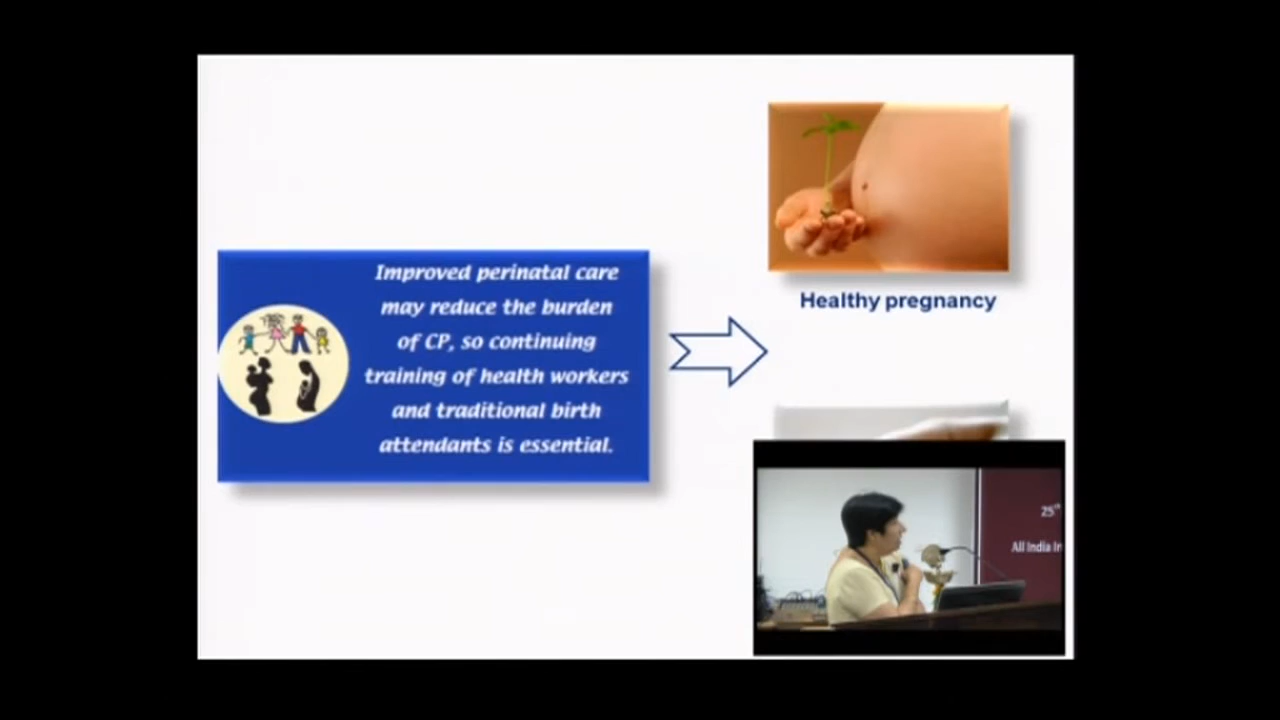 Improved perinatal care
may reduce the burden
of CP, so continuing
training of health workers
and traditional birth
attendants is essential.
Healthy pregnancy
25th
All India